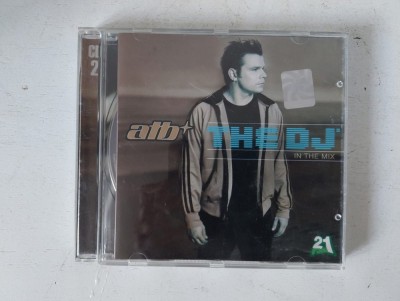 CD
2
atb
THE DJ
IN THE MIX
21